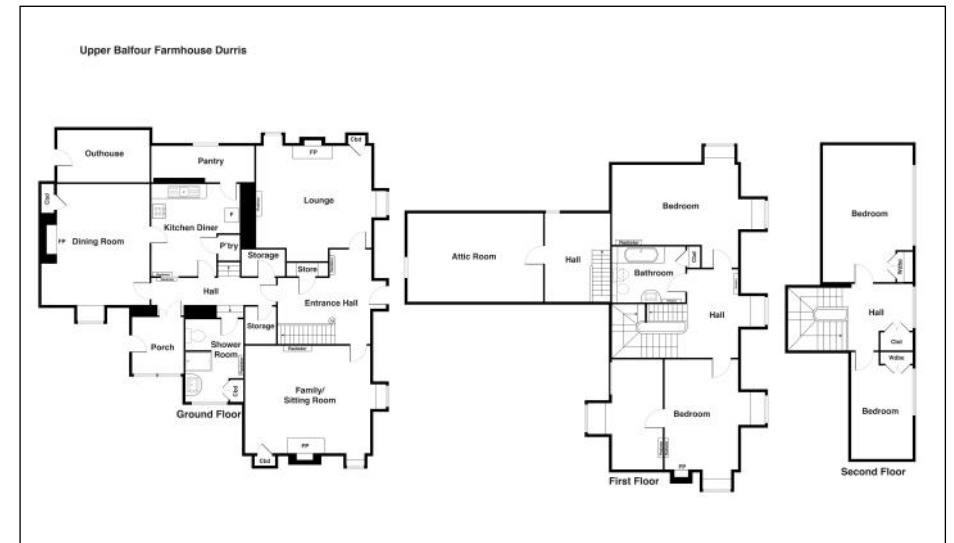 Upper Balfour Farmhouse Durris
Outhouse
Pantry
Cbd
FP
Lounge
Cbd
FP
Dining Room
Kitchen Diner
F
P'try
Storage
Store
Hall
Entrance Hall
Storage
Porch
Shower
Room
Cbd
Family/
Sitting Room
FP
Cbd
Ground Floor
Bedroom
Attic Room
Hall
Bathroom
Cbd
Hall
Bedroom
FP
First Floor
Bedroom
Wdbe
Hall
Cbd
Wdbe
Bedroom
Second Floor